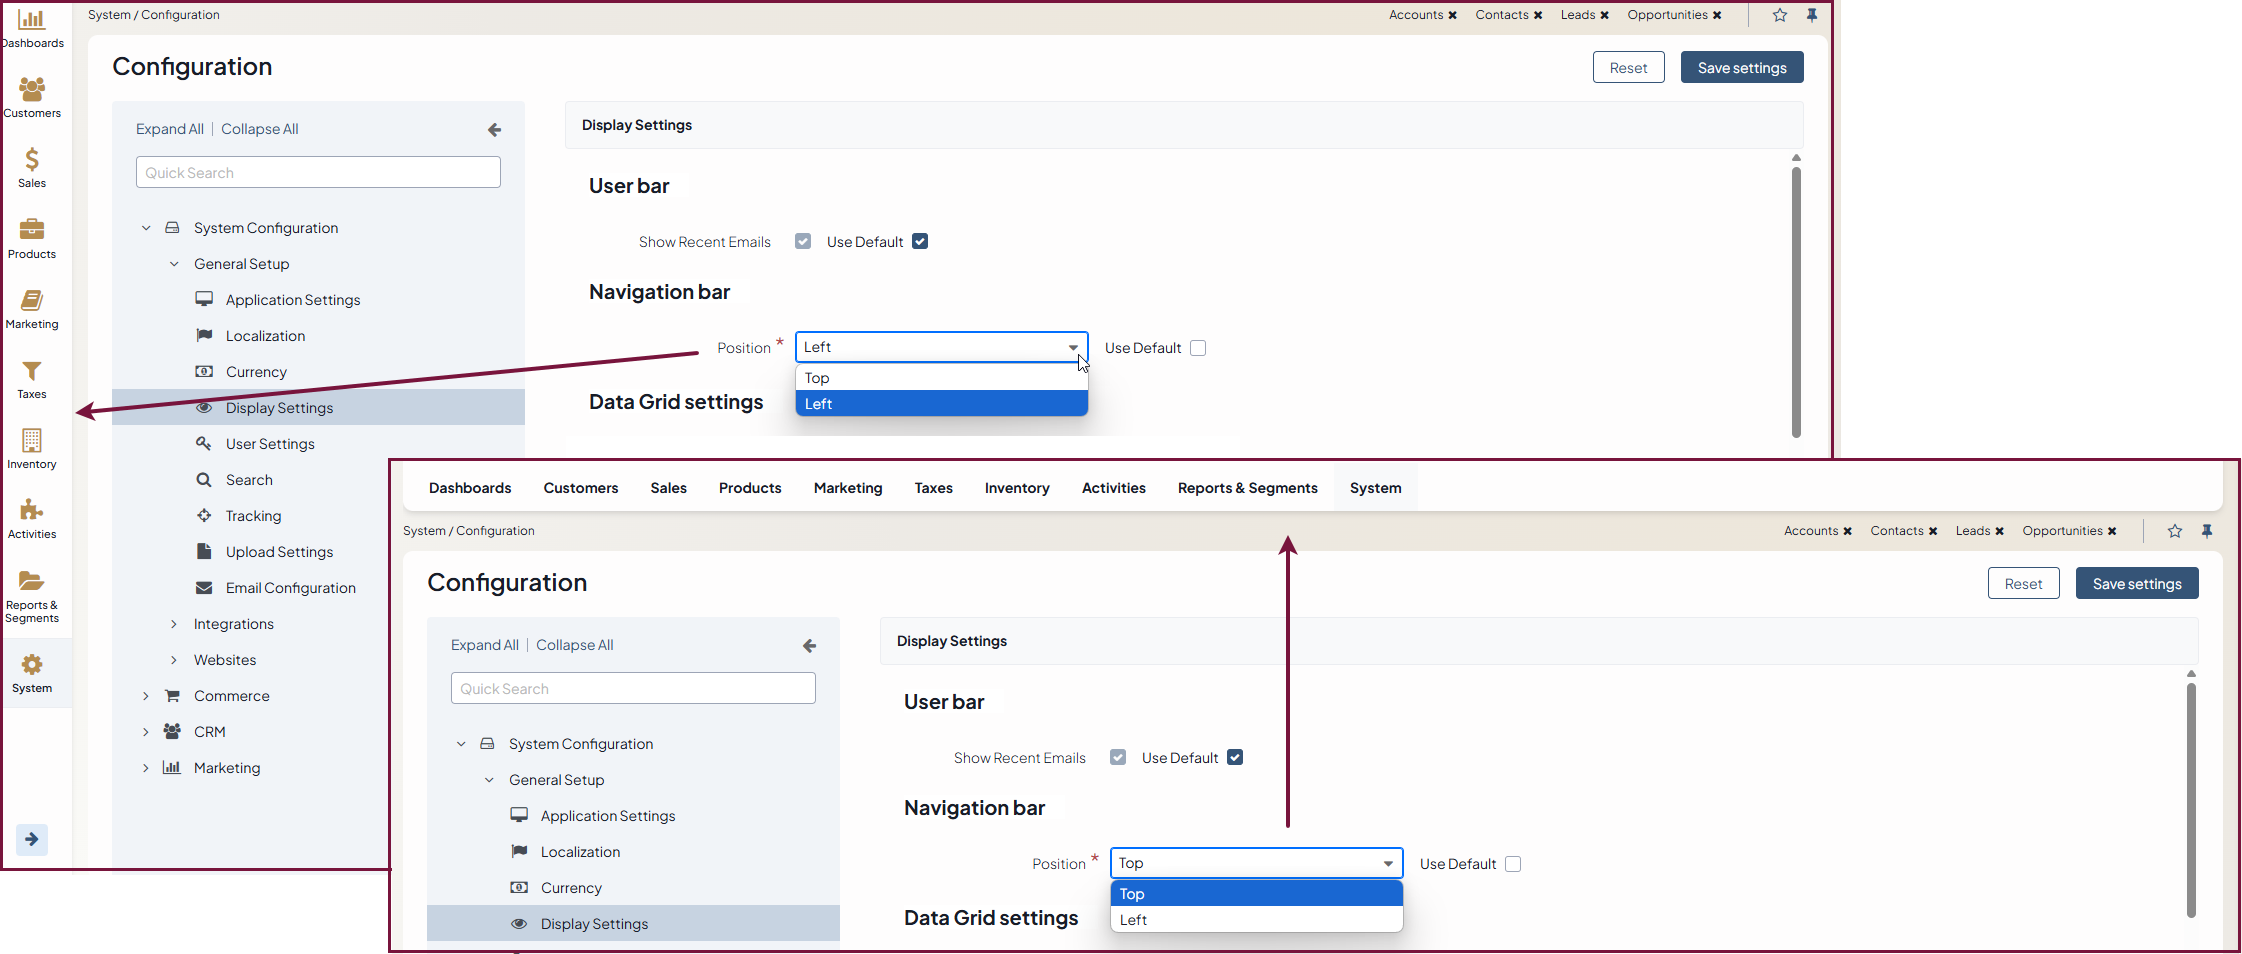 System / Configuration
Accounts ✖ Contacts ✖ Leads ✖ Opportunities ✖
Dashboards
Customers
Sales
Products
Marketing
Taxes
Inventory
Activities
Reports &
Segments
System
Configuration
Reset
Save settings
Expand All | Collapse All
Quick Search
System Configuration
General Setup
Application Settings
Localization
Currency
Display Settings
User Settings
Search
Tracking
Upload Settings
Email Configuration
Integrations
Websites
Commerce
CRM
Marketing
Display Settings
User bar
Show Recent Emails Use Default
Navigation bar
Position * Left Use Default
Top
Left
Data Grid settings
Dashboards Customers Sales Products Marketing Taxes Inventory Activities Reports & Segments System
System / Configuration
Accounts ✖ Contacts ✖ Leads ✖ Opportunities ✖
Configuration
Reset
Save settings
Expand All | Collapse All
Quick Search
System Configuration
General Setup
Application Settings
Localization
Currency
Display Settings
Display Settings
User bar
Show Recent Emails Use Default
Navigation bar
Position * Top Use Default
Top
Left
Data Grid settings